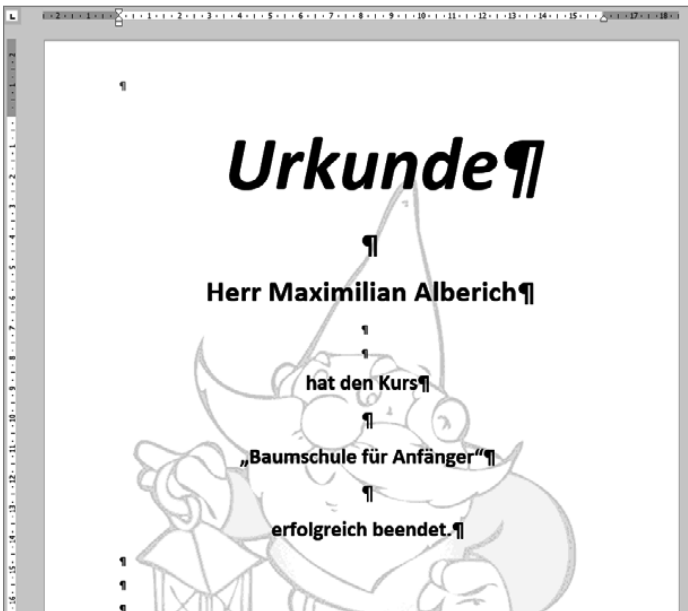 Urkunde¶
¶
Herr Maximilian Alberich¶
¶
¶
hat den Kurs¶
¶
„Baumschule für Anfänger“¶
¶
erfolgreich beendet.¶